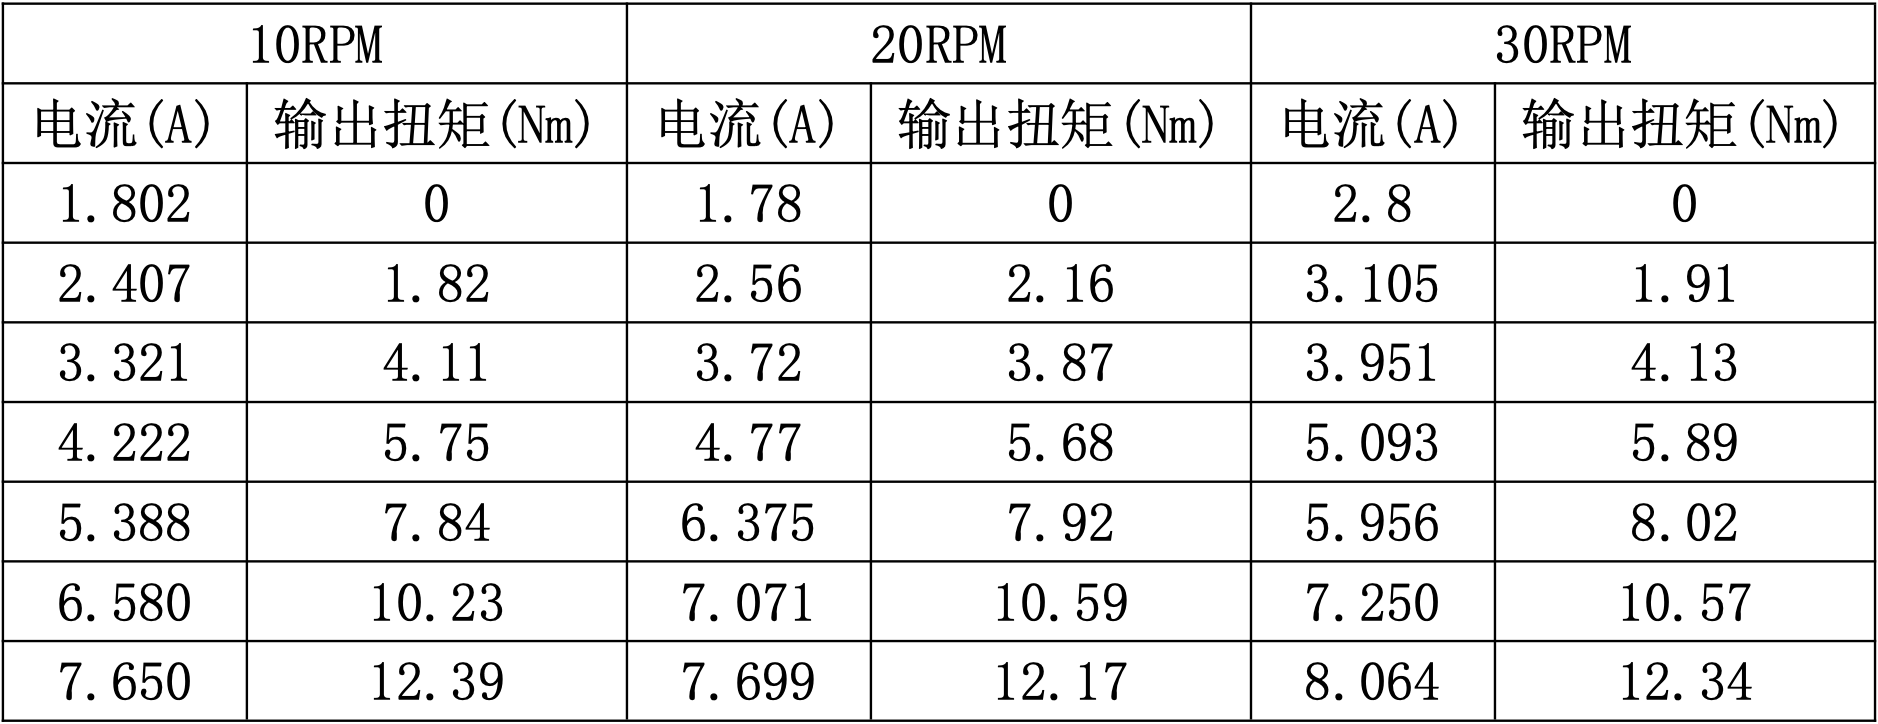 10RPM 20RPM 30RPM
电流(A) 输出扭矩(Nm) 电流(A) 输出扭矩(Nm) 电流(A) 输出扭矩(Nm)
1.802 0 1.78 0 2.8 0
2.407 1.82 2.56 2.16 3.105 1.91
3.321 4.11 3.72 3.87 3.951 4.13
4.222 5.75 4.77 5.68 5.093 5.89
5.388 7.84 6.375 7.92 5.956 8.02
6.580 10.23 7.071 10.59 7.250 10.57
7.650 12.39 7.699 12.17 8.064 12.34